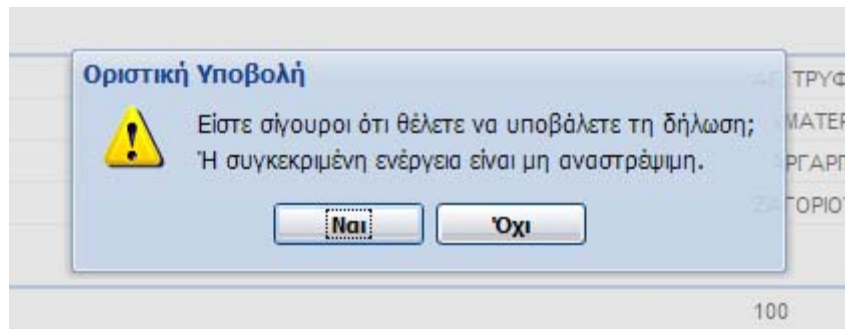 Οριστική Υποβολή
Είστε σίγουροι ότι θέλετε να υποβάλετε τη δήλωση;
Ή συγκεκριμένη ενέργεια είναι μη αναστρέψιμη.
Ναι Όχι
100